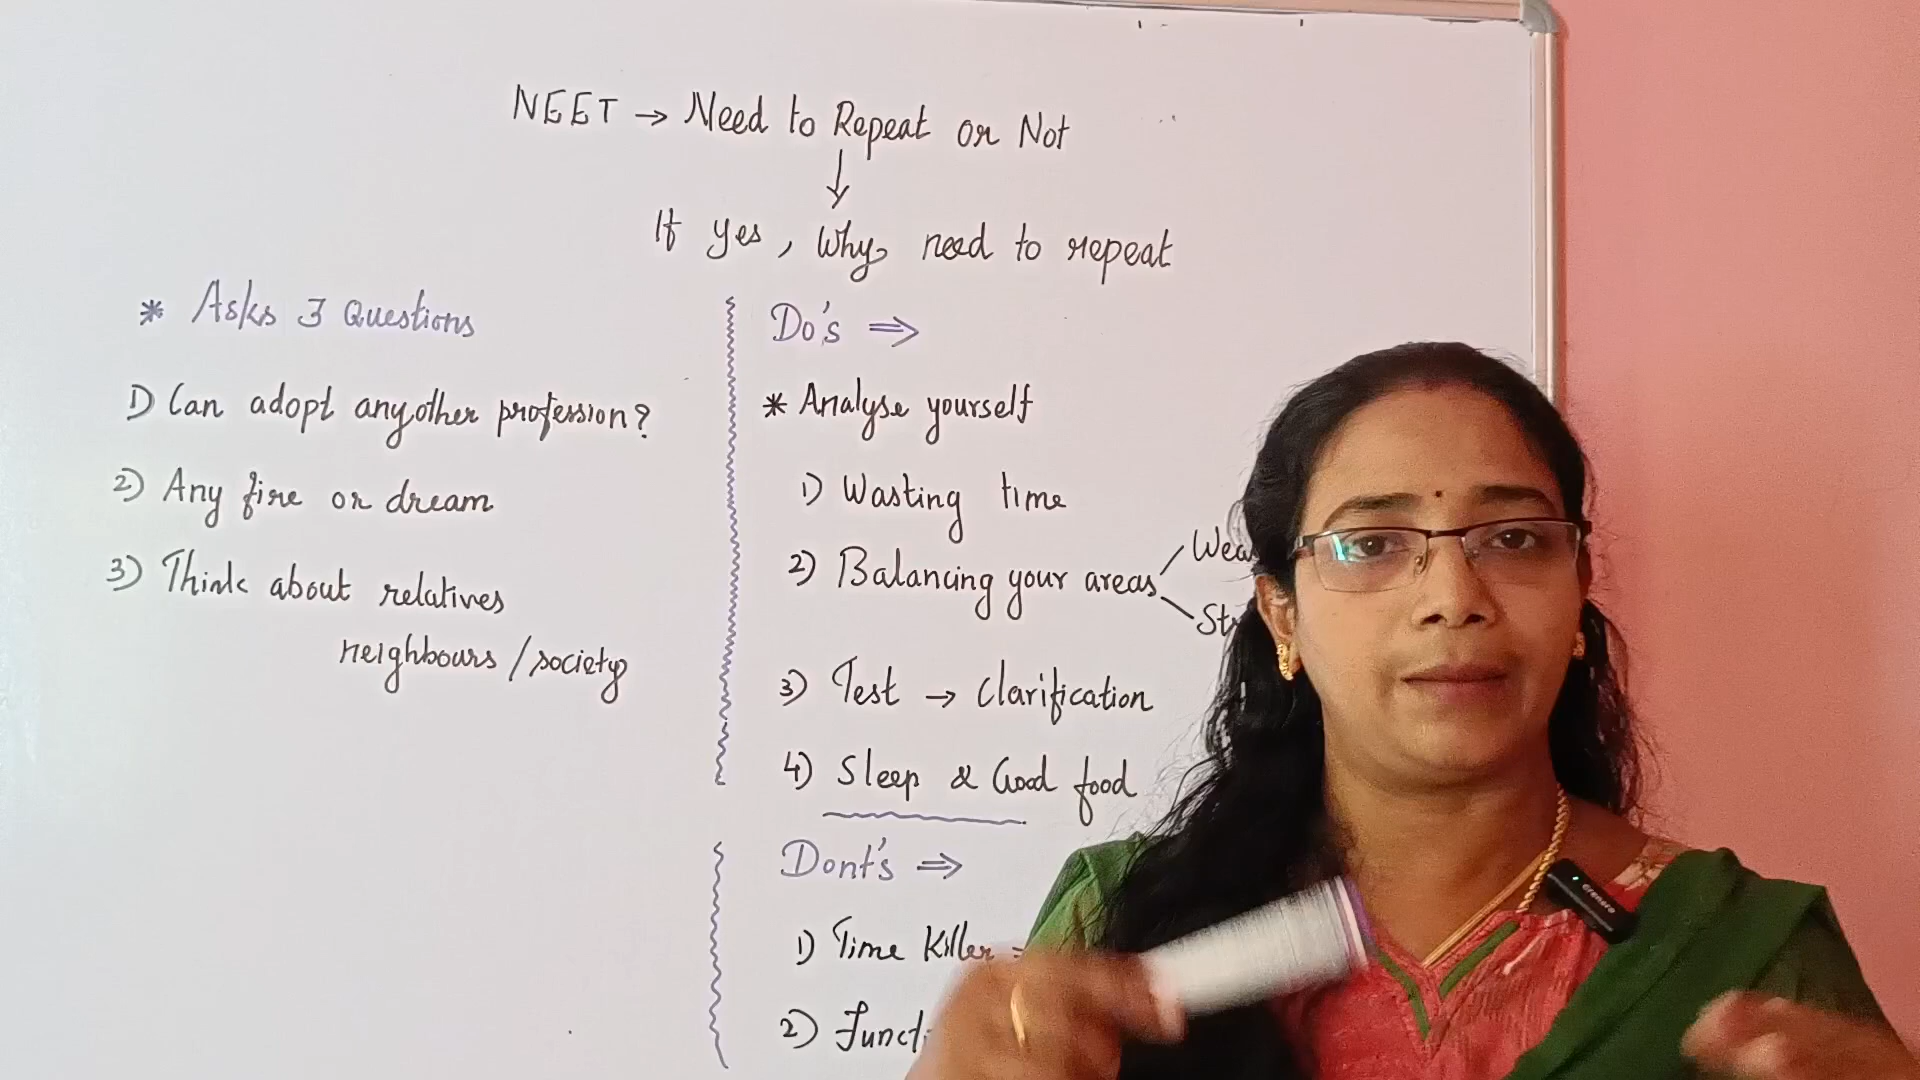 NEET → Need to Repeat or Not
↓
If yes, Why need to repeat
* Asks 3 Questions
1) Can adopt anyother profession?
2) Any fire or dream
3) Think about relatives
neighbours / society
Do's ⇒
* Analyse yourself
1) Wasting time
2) Balancing your areas
3) Test → Clarification
4) Sleep & Good food
Dont's ⇒
1) Time Killer
2)